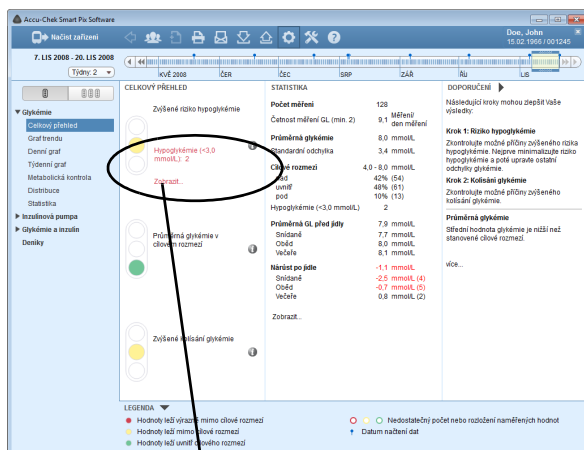 Accu-Chek Smart Pix Software
Načíst zařízení
Doe, John
15.02.1966 / 001245
7. LIS 2008 - 20. LIS 2008
Týdny: 2
KVĚ 2008 ČER ČEC SRP ZÁŘ ŘÍJ LIS
Glykémie
Celkový přehled
Graf trendu
Denní graf
Týdenní graf
Metabolická kontrola
Distribuce
Statistika
Inzulinová pumpa
Glykémie a inzulin
Deníky
CELKOVÝ PŘEHLED
Zvýšené riziko hypoglykémie
Hypoglykémie (<3,0
mmol/L): 2
Zobrazit...
Průměrná glykémie v
cílovém rozmezí
Zvýšené kolísání glykémie
STATISTIKA
Počet měření 128
Četnost měření GL (min. 2) 9,1 Měření/
den měření
Průměrná glykémie 8,0 mmol/L
Standardní odchylka 3,4 mmol/L
Cílové rozmezí 4,0 - 8,0 mmol/L
nad 42% (54)
uvnitř 48% (61)
pod 10% (13)
Hypoglykémie (<3,0 mmol/L) 2
Průměrná GL před jídly 7,9 mmol/L
Snídaně 7,7 mmol/L
Oběd 8,0 mmol/L
Večeře 8,1 mmol/L
Nárůst po jídle -1,1 mmol/L
Snídaně -2,5 mmol/L (4)
Oběd -0,7 mmol/L (5)
Večeře 0,8 mmol/L (2)
Zobrazit...
DOPORUČENÍ
Následující kroky mohou zlepšit Vaše
výsledky:
Krok 1: Riziko hypoglykémie
Zkontrolujte možné příčiny zvýšeného rizika
hypoglykémie. Nejprve minimalizujte riziko
hypoglykémie a poté upravte ostatní
odchylky glykémie.
Krok 2: Kolísání glykémie
Zkontrolujte možné příčiny zvýšeného
kolísání glykémie.
Průměrná glykémie
Střední hodnota glykémie je nižší než
stanovené cílové rozmezí.
více...
LEGENDA
Hodnoty leží výrazně mimo cílové rozmezí
Hodnoty leží mimo cílové rozmezí
Hodnoty leží uvnitř cílového rozmezí
Nedostatečný počet nebo rozložení naměřených hodnot
Datum načtení dat